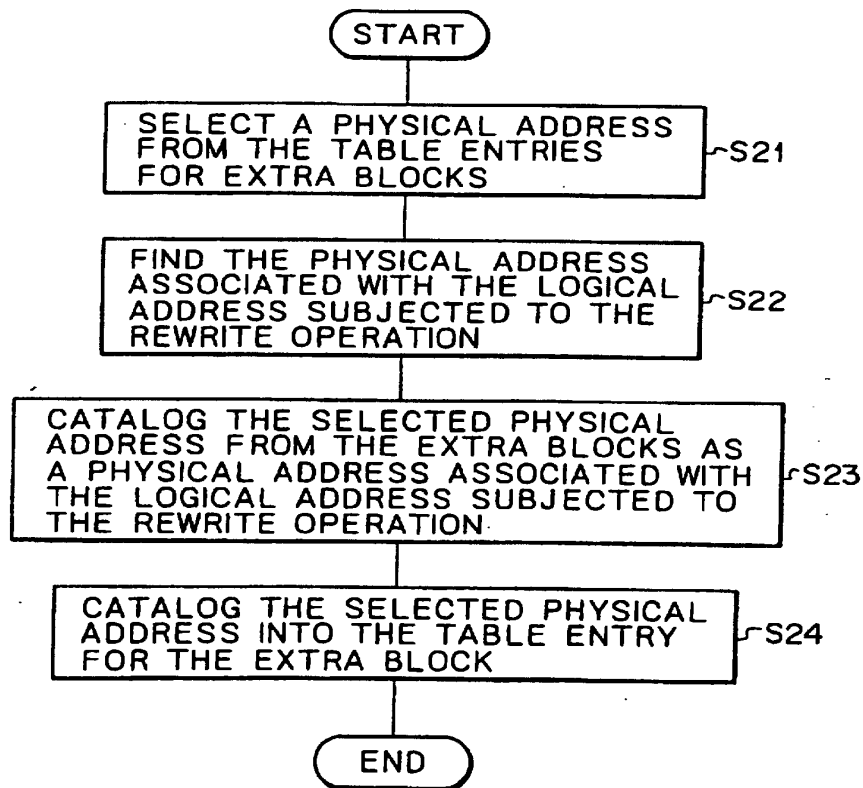 START
SELECT A PHYSICAL ADDRESS
FROM THE TABLE ENTRIES
FOR EXTRA BLOCKS
S21
FIND THE PHYSICAL ADDRESS
ASSOCIATED WITH THE LOGICAL
ADDRESS SUBJECTED TO THE
REWRITE OPERATION
S22
CATALOG THE SELECTED PHYSICAL
ADDRESS FROM THE EXTRA BLOCKS AS
A PHYSICAL ADDRESS ASSOCIATED WITH
THE LOGICAL ADDRESS SUBJECTED TO
THE REWRITE OPERATION
S23
CATALOG THE SELECTED PHYSICAL
ADDRESS INTO THE TABLE ENTRY
FOR THE EXTRA BLOCK
S24
END